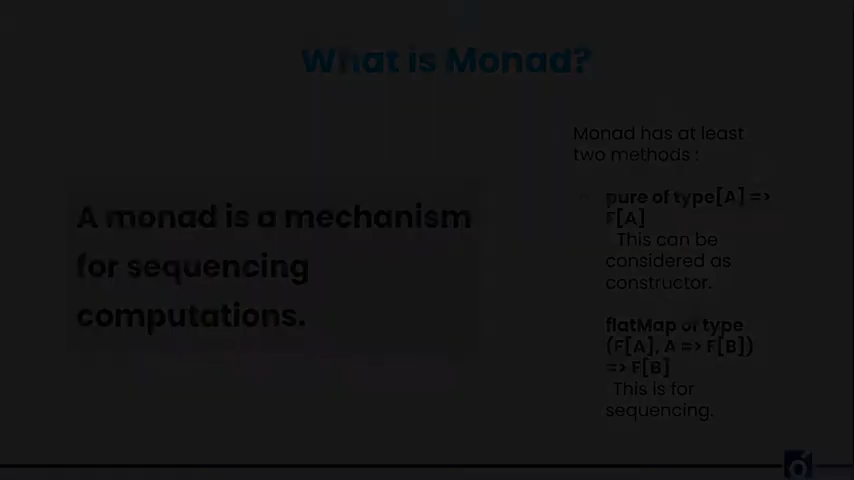 What is Monad?
A monad is a mechanism
for sequencing
computations.
Monad has at least
two methods :
- pure of type[A] =>
F[A]
This can be
considered as
constructor.
flatMap of type
(F[A], A => F[B])
=> F[B]
This is for
sequencing.